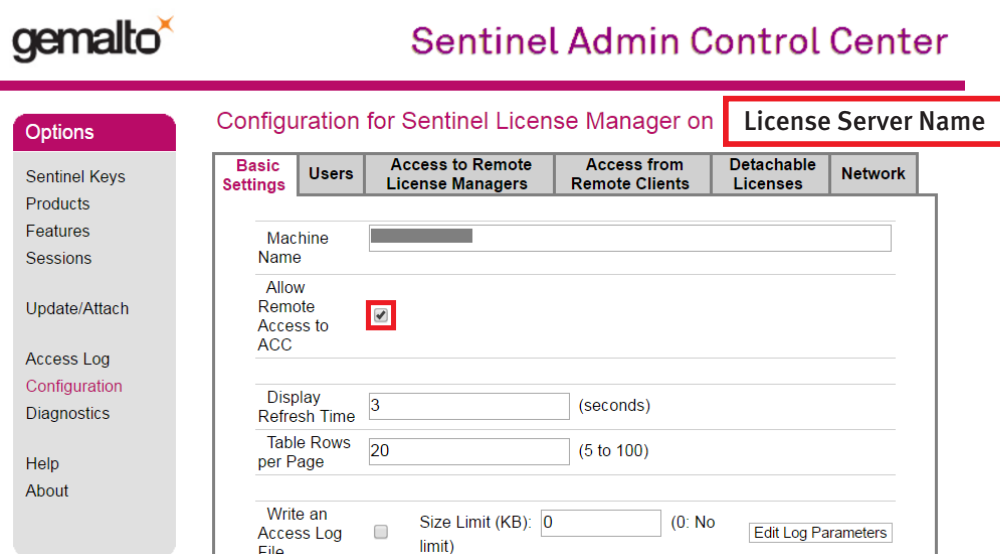 gemalto
Sentinel Admin Control Center
Options
Sentinel Keys
Products
Features
Sessions
Update/Attach
Access Log
Configuration
Diagnostics
Help
About
Configuration for Sentinel License Manager on License Server Name
Basic
Settings
Users
Access to Remote
License Managers
Access from
Remote Clients
Detachable
Licenses
Network
Machine
Name
Allow
Remote
Access to
ACC
Display
Refresh Time
3 (seconds)
Table Rows
per Page
20 (5 to 100)
Write an
Access Log
File
Size Limit (KB): 0 (0: No
limit)
Edit Log Parameters